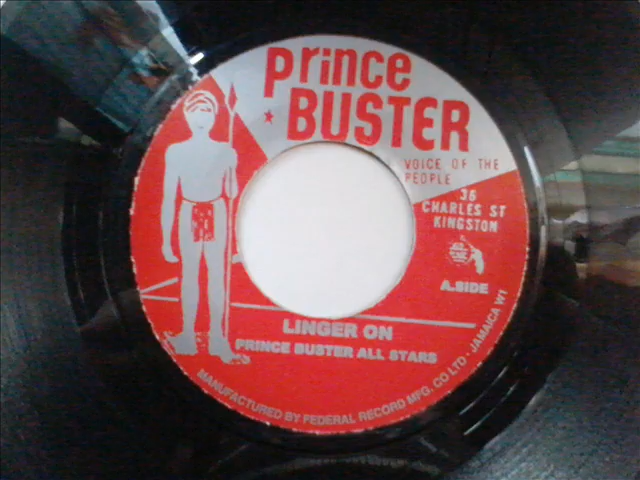 Prince
BUSTER
VOICE OF THE
PEOPLE
36
CHARLES ST
KINGSTON
A.SIDE
LINGER ON
PRINCE BUSTER ALL STARS
MANUFACTURED BY FEDERAL RECORD MFG. CO LTD · JAMAICA W1